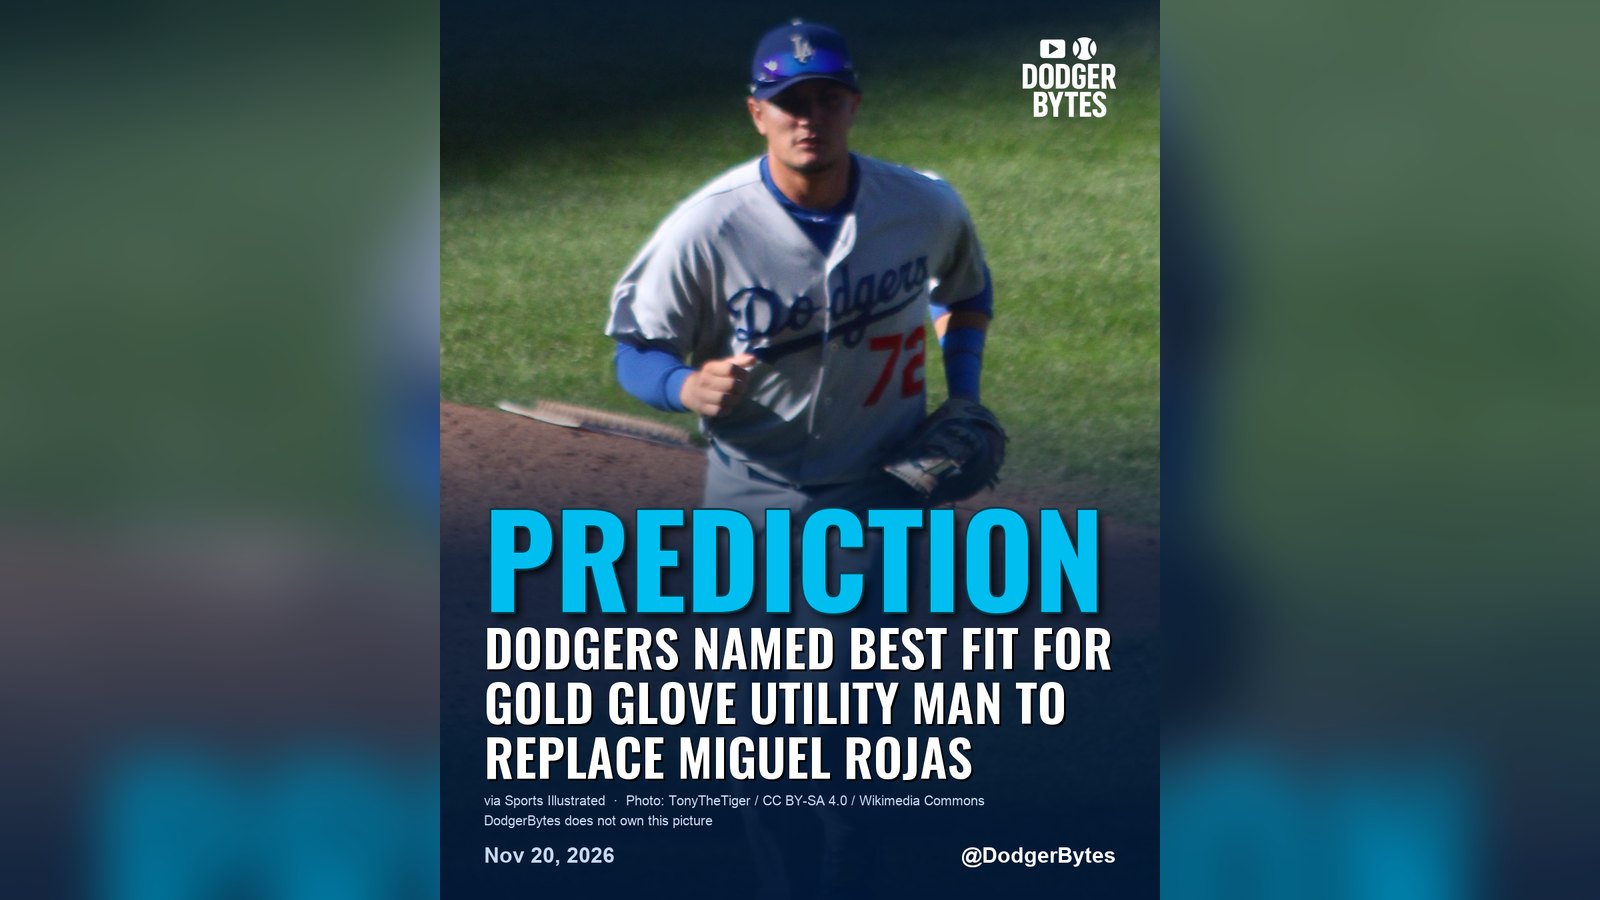 LA
DODGER
BYTES
Dodgers
72
PREDICTION
DODGERS NAMED BEST FIT FOR
GOLD GLOVE UTILITY MAN TO
REPLACE MIGUEL ROJAS
via Sports Illustrated · Photo: TonyTheTiger / CC BY-SA 4.0 / Wikimedia Commons
DodgerBytes does not own this picture
Nov 20, 2026
@DodgerBytes